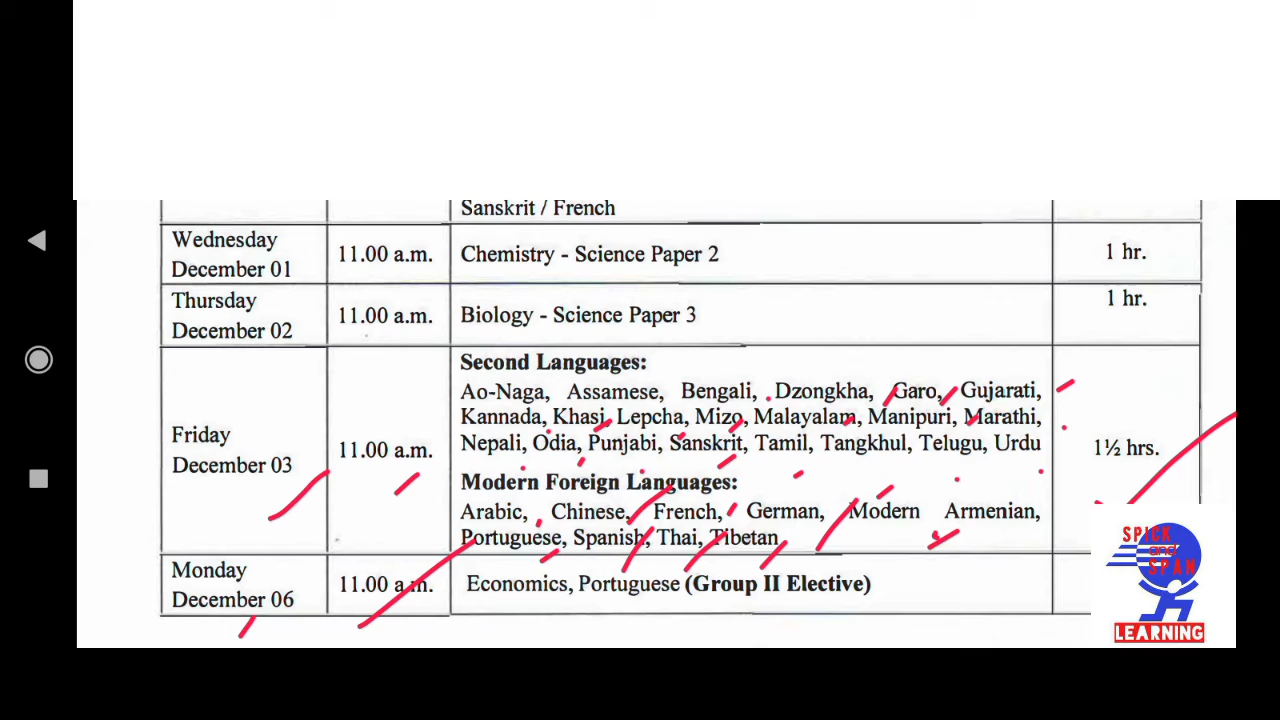 Sanskrit / French
Wednesday
December 01
11.00 a.m.
Chemistry - Science Paper 2
1 hr.
Thursday
December 02
11.00 a.m.
Biology - Science Paper 3
1 hr.
Friday
December 03
11.00 a.m.
Second Languages:
Ao-Naga, Assamese, Bengali, Dzongkha, Garo, Gujarati,
Kannada, Khasi, Lepcha, Mizo, Malayalam, Manipuri, Marathi,
Nepali, Odia, Punjabi, Sanskrit, Tamil, Tangkhul, Telugu, Urdu
Modern Foreign Languages:
Arabic, Chinese, French, German, Modern Armenian,
Portuguese, Spanish, Thai, Tibetan
1½ hrs.
Monday
December 06
11.00 a.m.
Economics, Portuguese (Group II Elective)
SPICK
and
SPAN
LEARNING